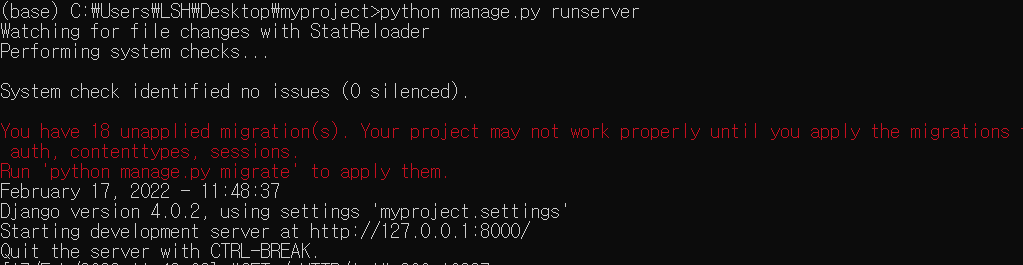 (base) C:₩Users₩LSH₩Desktop₩myproject>python manage.py runserver
Watching for file changes with StatReloader
Performing system checks...
System check identified no issues (0 silenced).
You have 18 unapplied migration(s). Your project may not work properly until you apply the migrations
auth, contenttypes, sessions.
Run 'python manage.py migrate' to apply them.
February 17, 2022 - 11:48:37
Django version 4.0.2, using settings 'myproject.settings'
Starting development server at http://127.0.0.1:8000/
Quit the server with CTRL-BREAK.